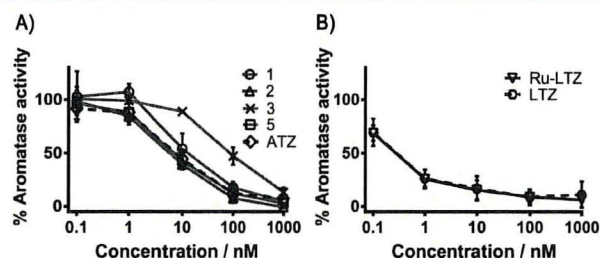 A)
% Aromatase activity
100
50
0
0.1 1 10 100 1000
Concentration / nM
1
2
3
5
ATZ
B)
% Aromatase activity
100
50
0
0.1 1 10 100 1000
Concentration / nM
Ru-LTZ
LTZ